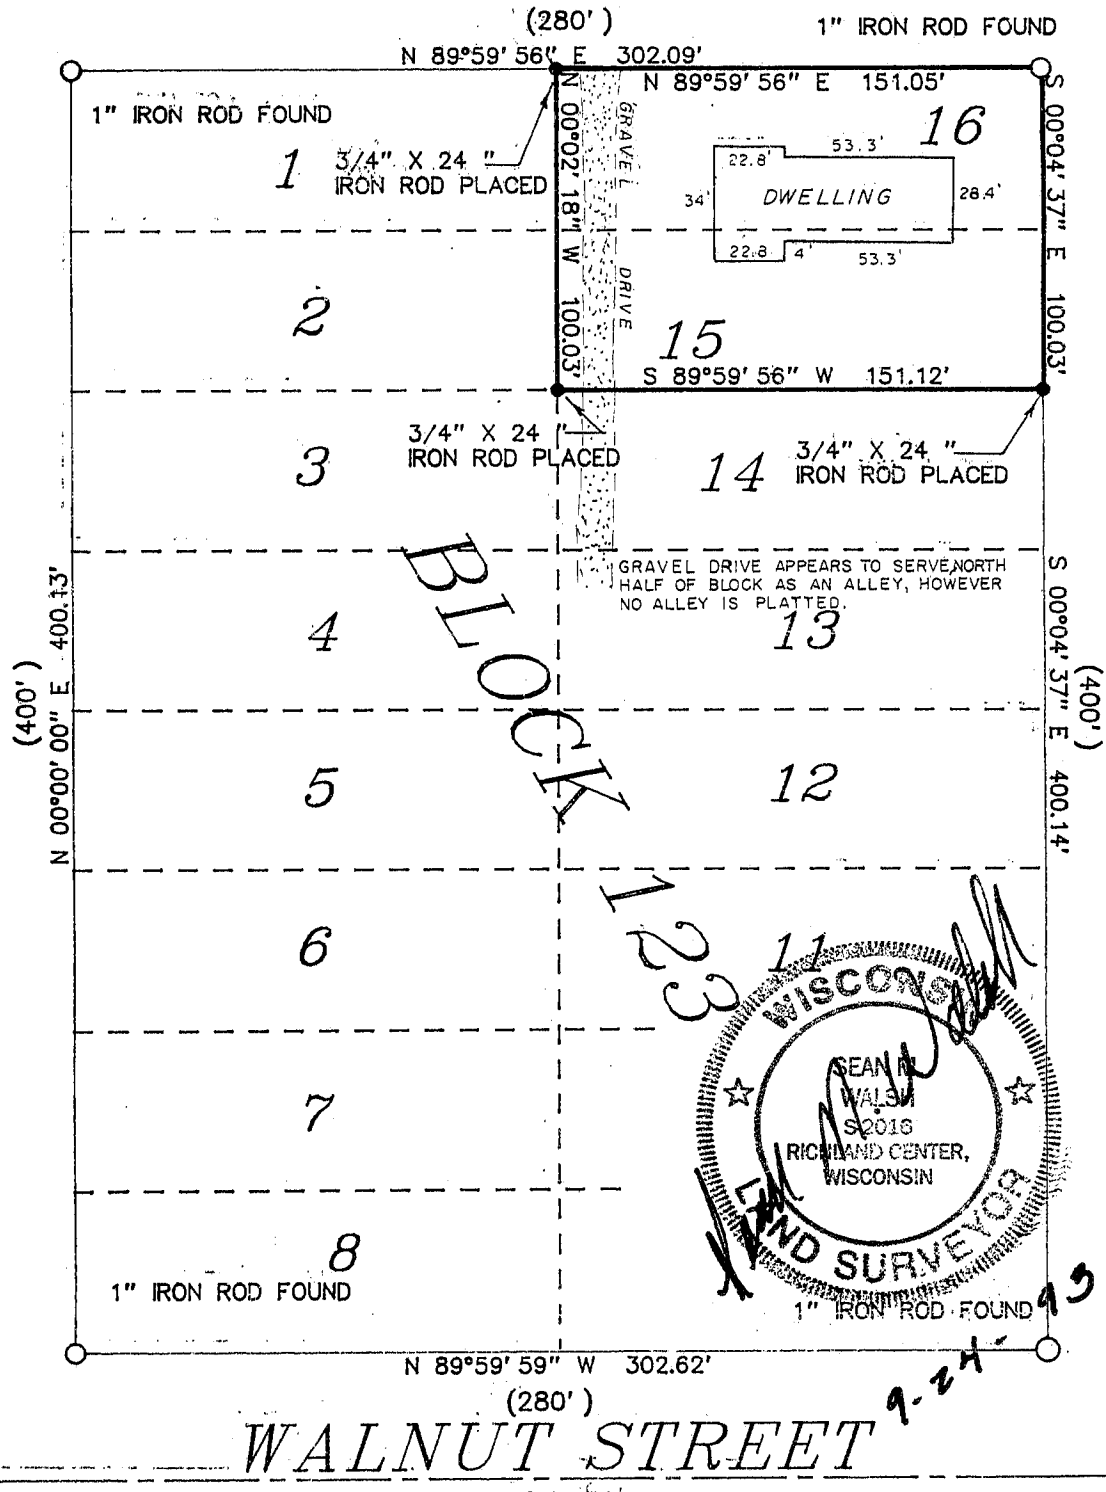 (280')
1" IRON ROD FOUND
N 89°59' 56" E 302.09'
N 89°59' 56" E 151.05'
1" IRON ROD FOUND
3/4" X 24 "
IRON ROD PLACED
N 00°02' 18" W 100.03'
GRAVEL DRIVE
S 00°04' 37" E 100.03'
1
16
22.8'
53.3'
34'
DWELLING
28.4'
22.8
4'
53.3'
2
15
S 89°59' 56" W 151.12'
3/4" X 24 "
IRON ROD PLACED
3/4" X 24 "
IRON ROD PLACED
3
14
GRAVEL DRIVE APPEARS TO SERVE NORTH
HALF OF BLOCK AS AN ALLEY, HOWEVER
NO ALLEY IS PLATTED.
4
13
BLOCK 123
(400')
N 00°00' 00" E 400.13'
S 00°04' 37" E 400.14'
(400')
5
12
6
11
7
8
WISCONSIN
SEAN M
WALSH
S-2016
RICHLAND CENTER,
WISCONSIN
LAND SURVEYOR
1" IRON ROD FOUND
1" IRON ROD FOUND
9-24-93
N 89°59' 59" W 302.62'
(280')
WALNUT STREET